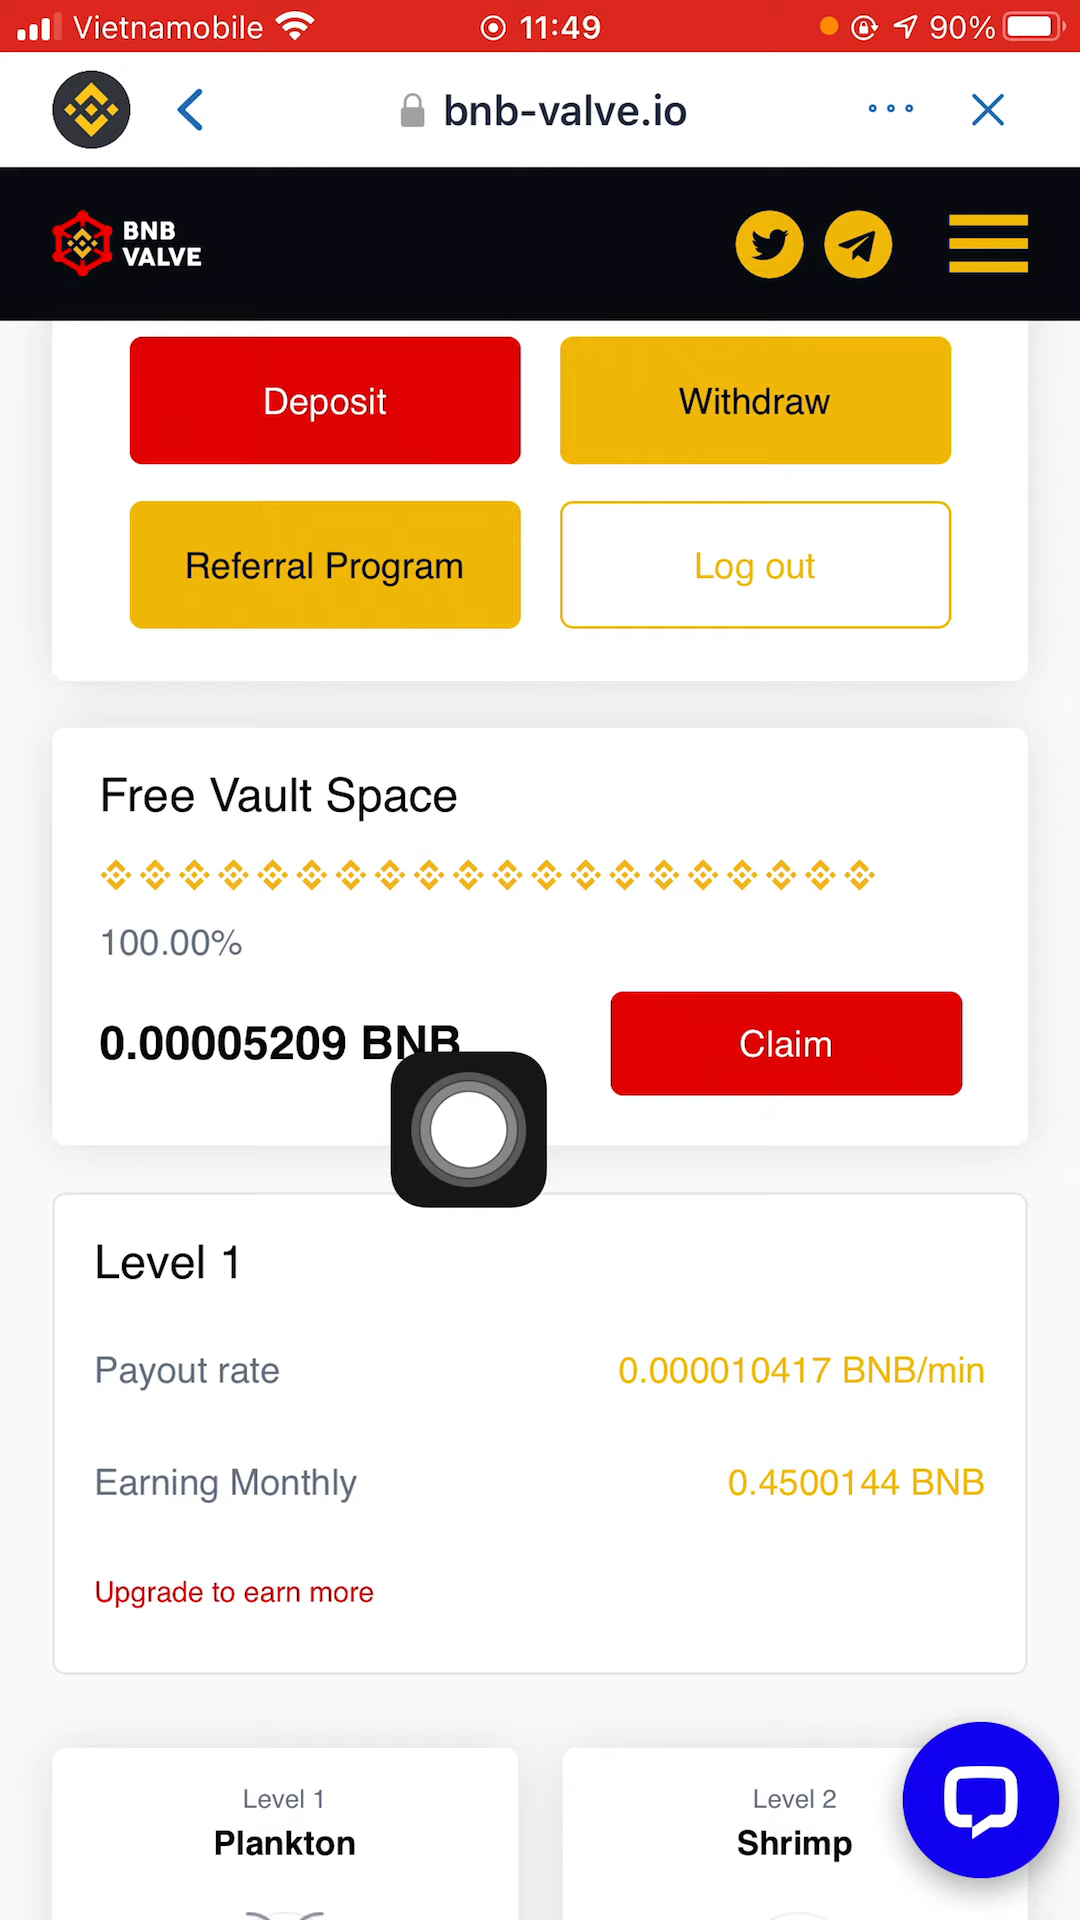 Vietnamobile 11:49 90%
bnb-valve.io
BNB
VALVE
Deposit
Withdraw
Referral Program
Log out
Free Vault Space
100.00%
0.00005209 BNB
Claim
Level 1
Payout rate 0.000010417 BNB/min
Earning Monthly 0.4500144 BNB
Upgrade to earn more
Level 1
Plankton
Level 2
Shrimp